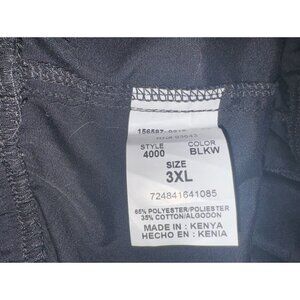 STYLE COLOR
4000 BLKW
SIZE
3XL
724841641085
65% POLYESTER/POLIESTER
35% COTTON/ALGODON
MADE IN : KENYA
HECHO EN : KENIA